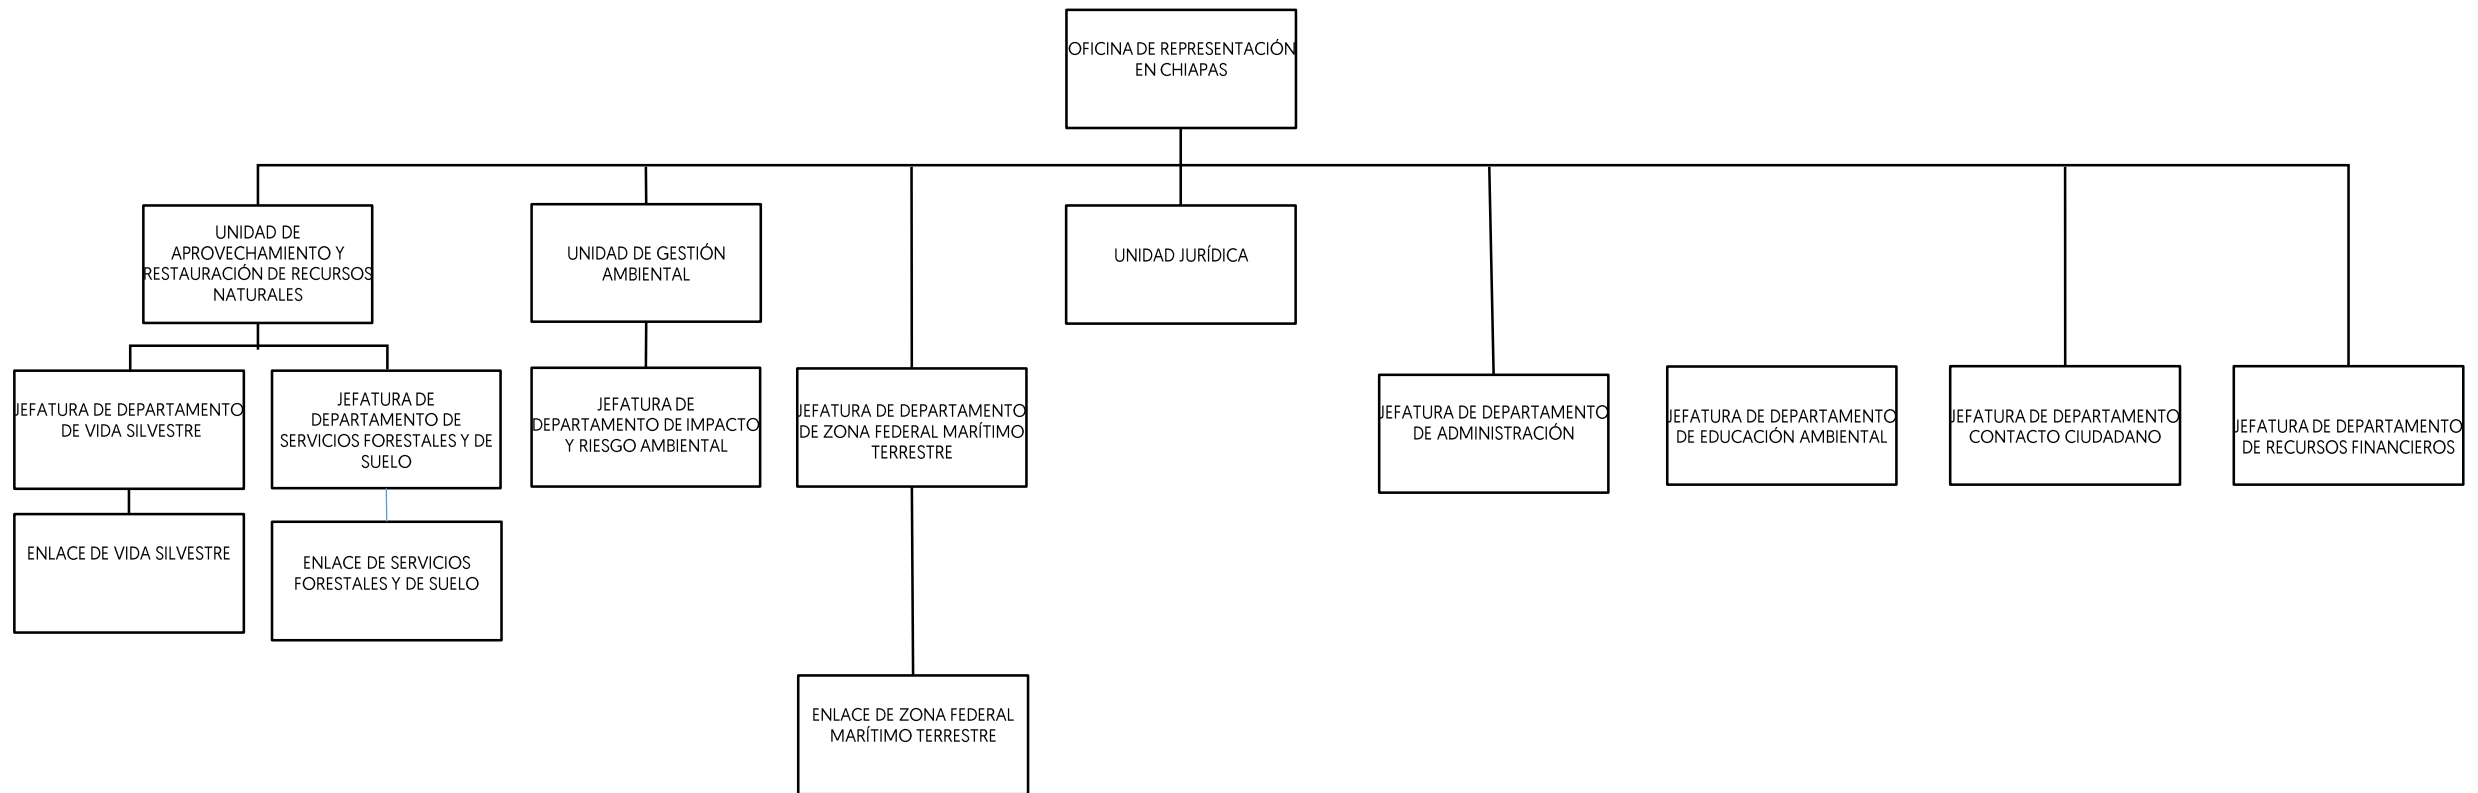 OFICINA DE REPRESENTACIÓN
EN CHIAPAS
UNIDAD DE
APROVECHAMIENTO Y
RESTAURACIÓN DE RECURSOS
NATURALES
UNIDAD DE GESTIÓN
AMBIENTAL
UNIDAD JURÍDICA
JEFATURA DE DEPARTAMENTO
DE VIDA SILVESTRE
JEFATURA DE
DEPARTAMENTO DE
SERVICIOS FORESTALES Y DE
SUELO
JEFATURA DE
DEPARTAMENTO DE IMPACTO
Y RIESGO AMBIENTAL
JEFATURA DE DEPARTAMENTO
DE ZONA FEDERAL MARÍTIMO
TERRESTRE
JEFATURA DE DEPARTAMENTO
DE ADMINISTRACIÓN
JEFATURA DE DEPARTAMENTO
DE EDUCACIÓN AMBIENTAL
JEFATURA DE DEPARTAMENTO
CONTACTO CIUDADANO
JEFATURA DE DEPARTAMENTO
DE RECURSOS FINANCIEROS
ENLACE DE VIDA SILVESTRE
ENLACE DE SERVICIOS
FORESTALES Y DE SUELO
ENLACE DE ZONA FEDERAL
MARÍTIMO TERRESTRE